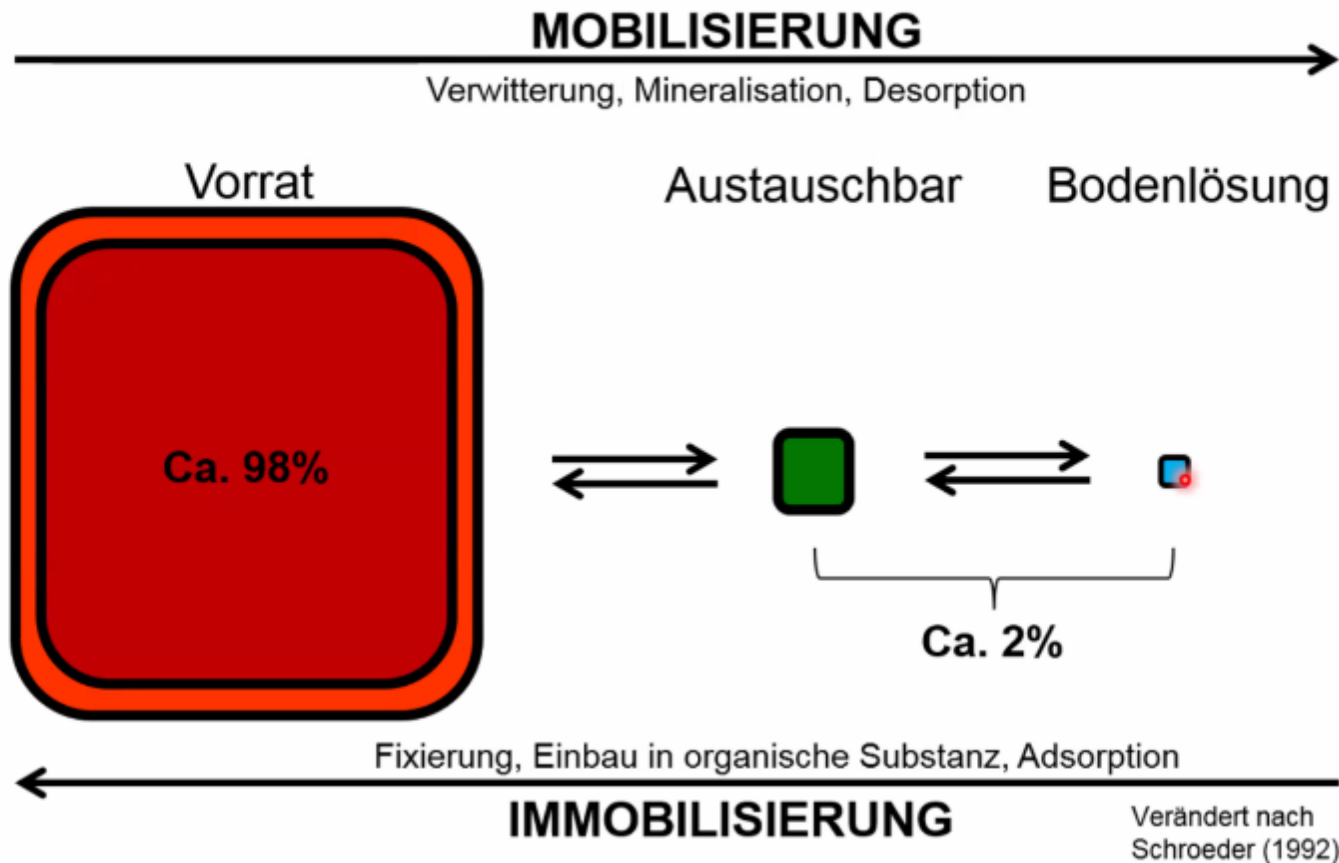 MOBILISIERUNG
Verwitterung, Mineralisation, Desorption
Vorrat
Austauschbar
Bodenlösung
Ca. 98%
Ca. 2%
Fixierung, Einbau in organische Substanz, Adsorption
IMMOBILISIERUNG
Verändert nach
Schroeder (1992)